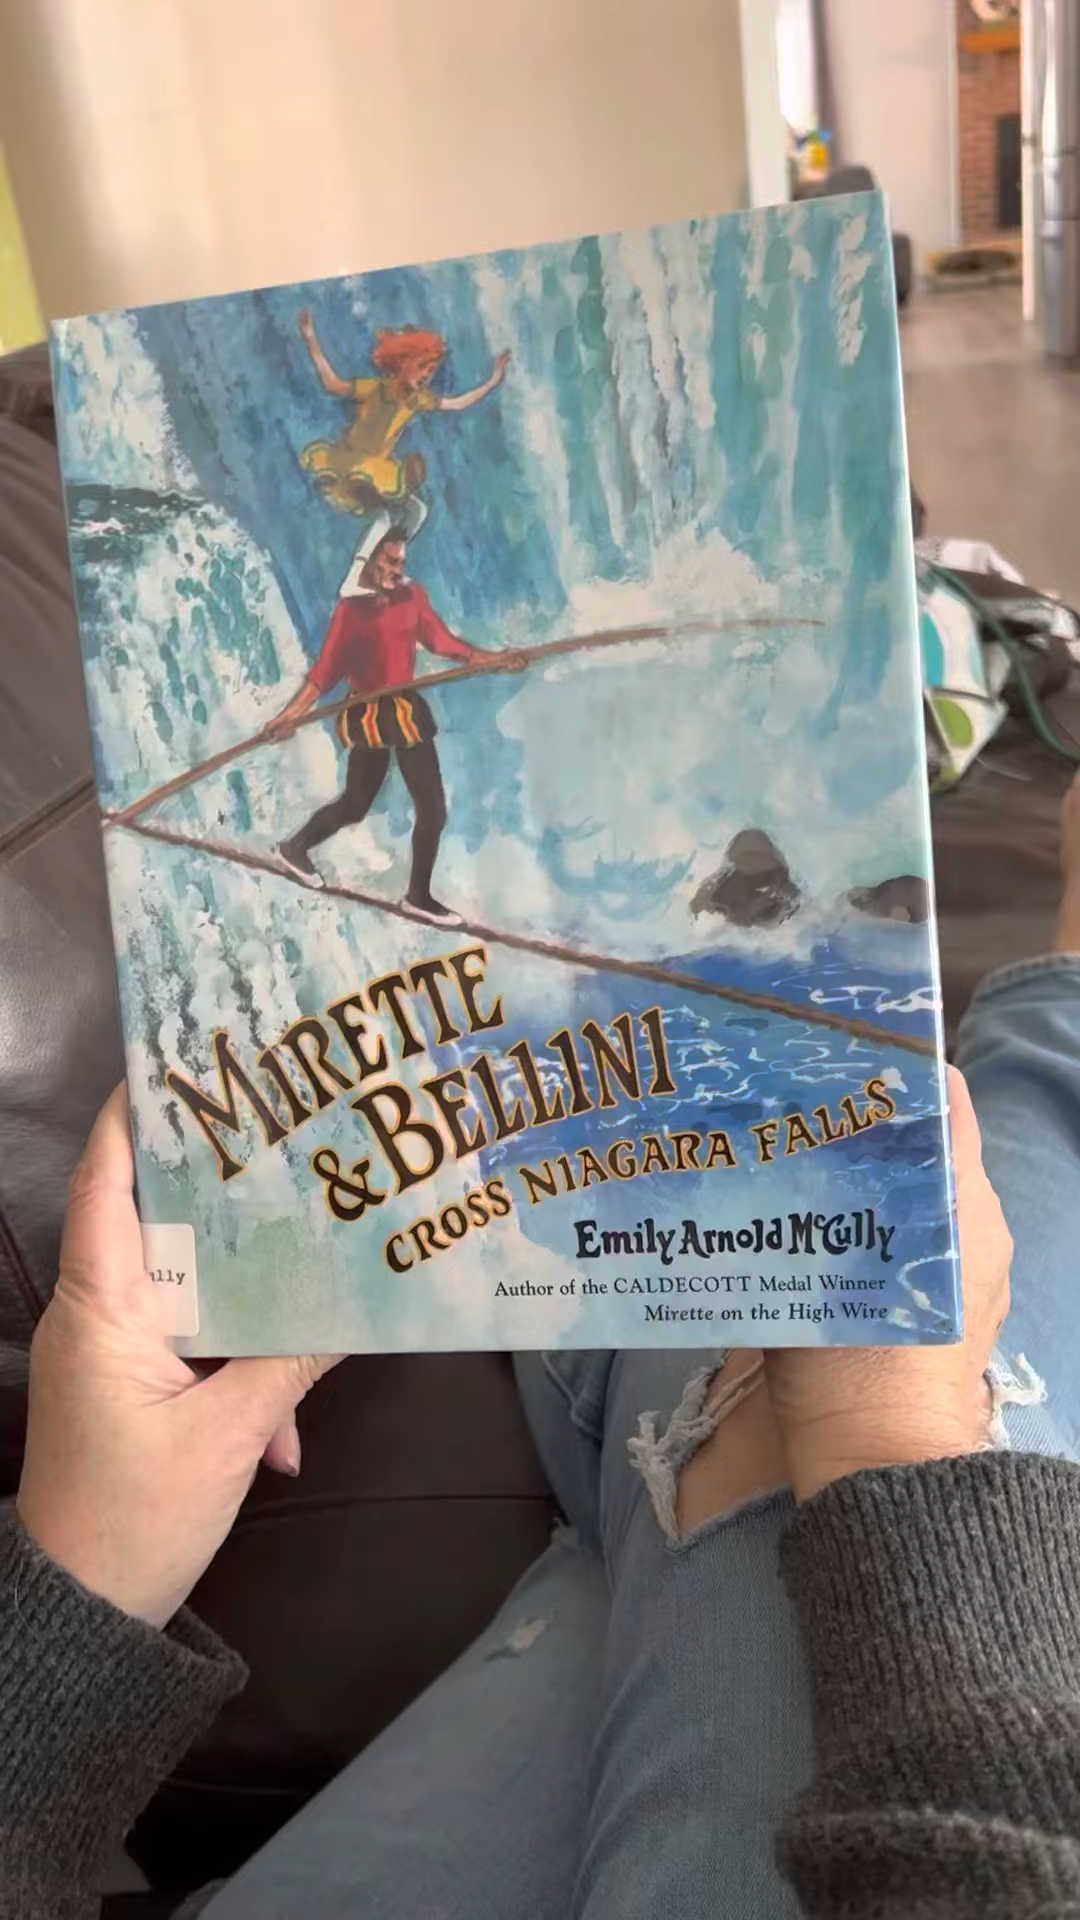 MIRETTE
& BELLINI
CROSS NIAGARA FALLS
Emily Arnold McCully
Author of the CALDECOTT Medal Winner
Mirette on the High Wire
ully